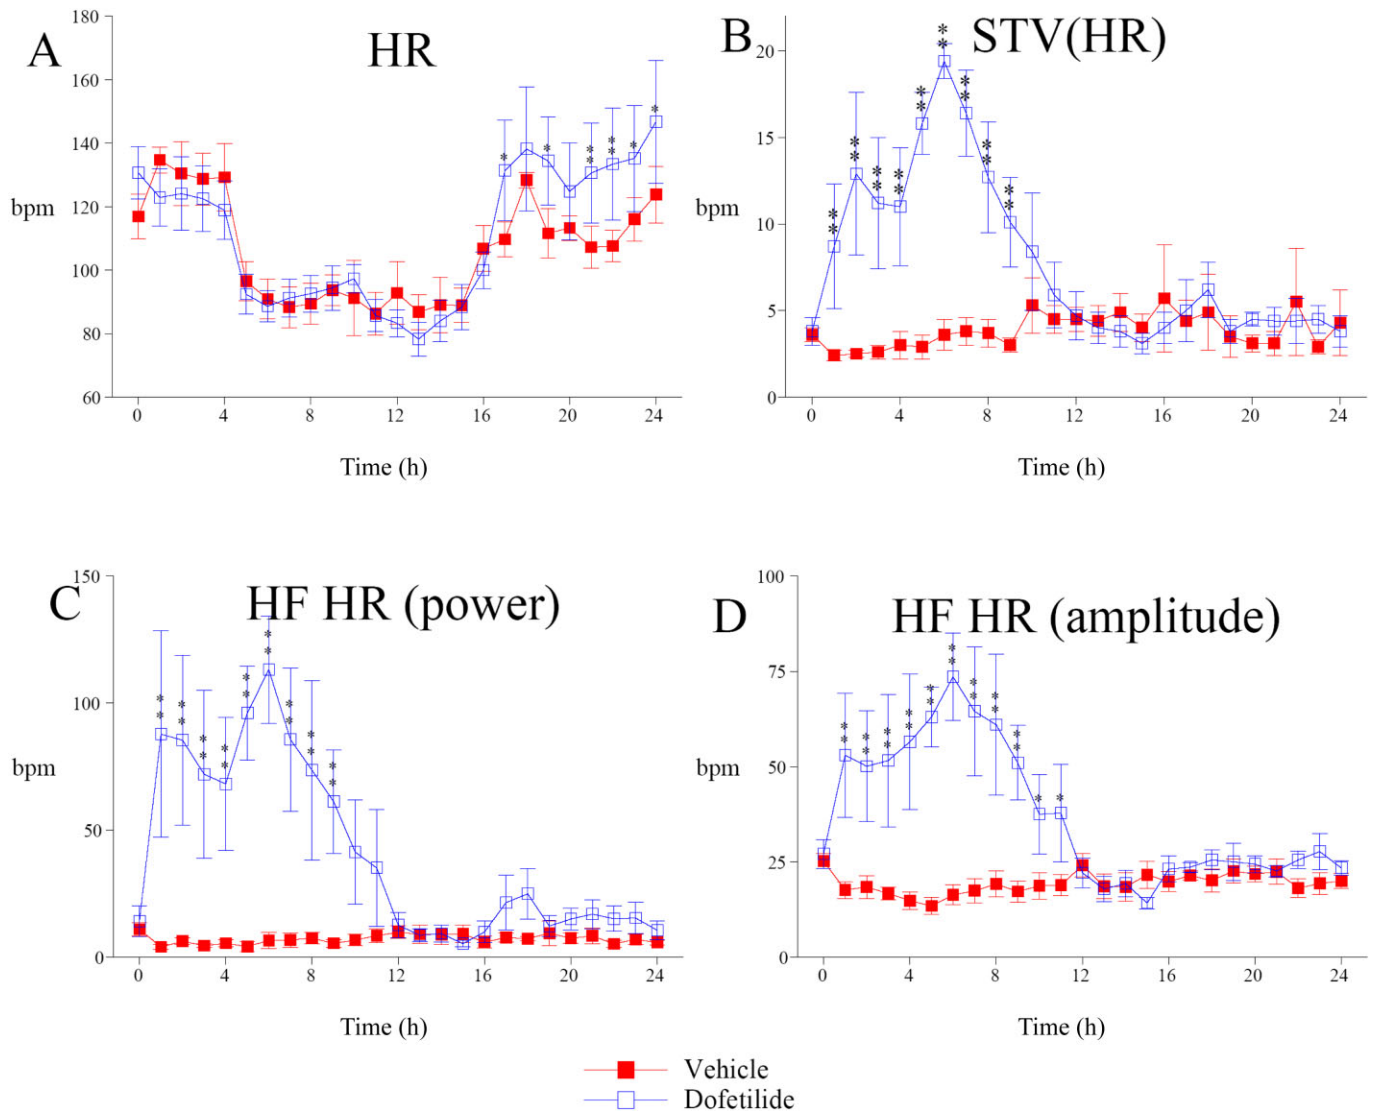 A
HR
180
160
140
120
100
80
60
bpm
0 4 8 12 16 20 24
Time (h)
* * ** ** * *
B
STV(HR)
20
15
10
5
0
bpm
0 4 8 12 16 20 24
Time (h)
** ** ** ** ** ** ** ** **
C
HF HR (power)
150
100
50
0
bpm
0 4 8 12 16 20 24
Time (h)
** ** ** ** ** ** ** ** **
D
HF HR (amplitude)
100
75
50
25
0
bpm
0 4 8 12 16 20 24
Time (h)
** ** ** ** ** ** ** ** ** * *
Vehicle
Dofetilide